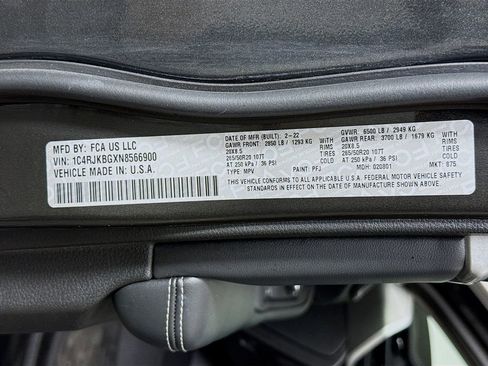 MFD BY: FCA US LLC
VIN: 1C4RJKBGXN8566900
VEHICLE MADE IN: U.S.A.
DATE OF MFR (BUILT): 2-22
GVWR: 6500 LB / 2949 KG
GAWR FRONT: 2850 LB / 1293 KG WITH
GAWR REAR: 3700 LB / 1679 KG WITH
20X8.5 RIMS
20X8.5 RIMS
265/50R20 107T TIRES
265/50R20 107T TIRES
AT 250 kPa / 36 PSI COLD
AT 250 kPa / 36 PSI COLD
TYPE: MPV PAINT: PFJ MDH: 020801 MKT: 875.
THIS VEHICLE CONFORMS TO ALL APPLICABLE U.S.A. FEDERAL MOTOR VEHICLE SAFETY
STANDARDS IN EFFECT ON THE DATE OF MANUFACTURE SHOWN ABOVE.